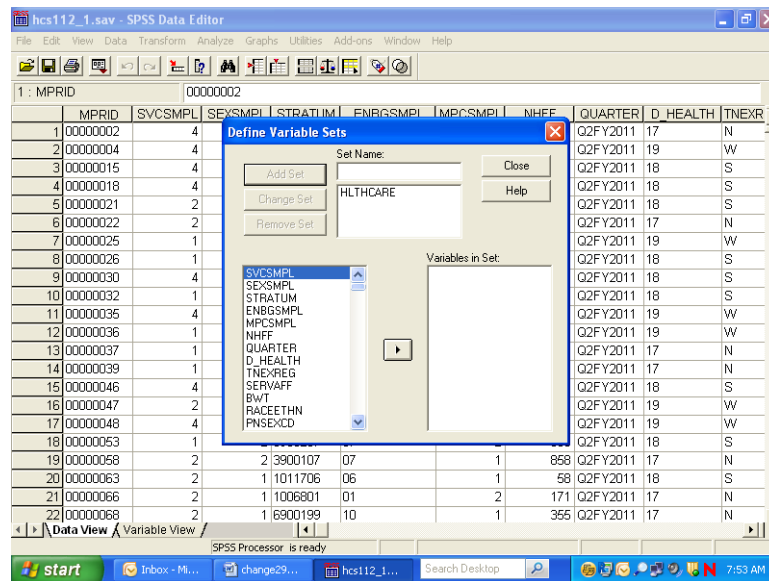 hcs112_1.sav - SPSS Data Editor
File Edit View Data Transform Analyze Graphs Utilities Add-ons Window Help
1 : MPRID 00000002
MPRID SVCSMPL SEXSMPL STRATUM ENBGSMPL MPCSMPL NHFF QUARTER D_HEALTH TNEXR
1 00000002 4 Q2FY2011 17 N
2 00000004 4 Q2FY2011 19 W
3 00000015 4 Q2FY2011 18 S
4 00000018 4 Q2FY2011 18 S
5 00000021 2 Q2FY2011 18 S
6 00000022 2 Q2FY2011 17 N
7 00000025 1 Q2FY2011 19 W
8 00000026 1 Q2FY2011 18 S
9 00000030 4 Q2FY2011 18 S
10 00000032 1 Q2FY2011 18 S
11 00000035 4 Q2FY2011 19 W
12 00000036 1 Q2FY2011 19 W
13 00000037 1 Q2FY2011 17 N
14 00000039 1 Q2FY2011 17 N
15 00000046 4 Q2FY2011 18 S
16 00000047 2 Q2FY2011 19 W
17 00000048 4 Q2FY2011 19 W
18 00000053 1 Q2FY2011 18 S
19 00000058 2 2 3900107 07 1 858 Q2FY2011 17 N
20 00000063 2 1 1011706 06 1 58 Q2FY2011 18 S
21 00000066 2 1 1006801 01 2 171 Q2FY2011 17 N
22 00000068 2 1 6900199 10 1 355 Q2FY2011 17 N
Define Variable Sets
Set Name:
Add Set
Change Set
Remove Set
HLTHCARE
Close
Help
Variables in Set:
SVCSMPL
SEXSMPL
STRATUM
ENBGSMPL
MPCSMPL
NHFF
QUARTER
D_HEALTH
TNEXREG
SERVAFF
BWT
RACEETHN
PNSEXCD
Data View Variable View
SPSS Processor is ready
start Inbox - Mi... change29... hcs112_1... Search Desktop 7:53 AM